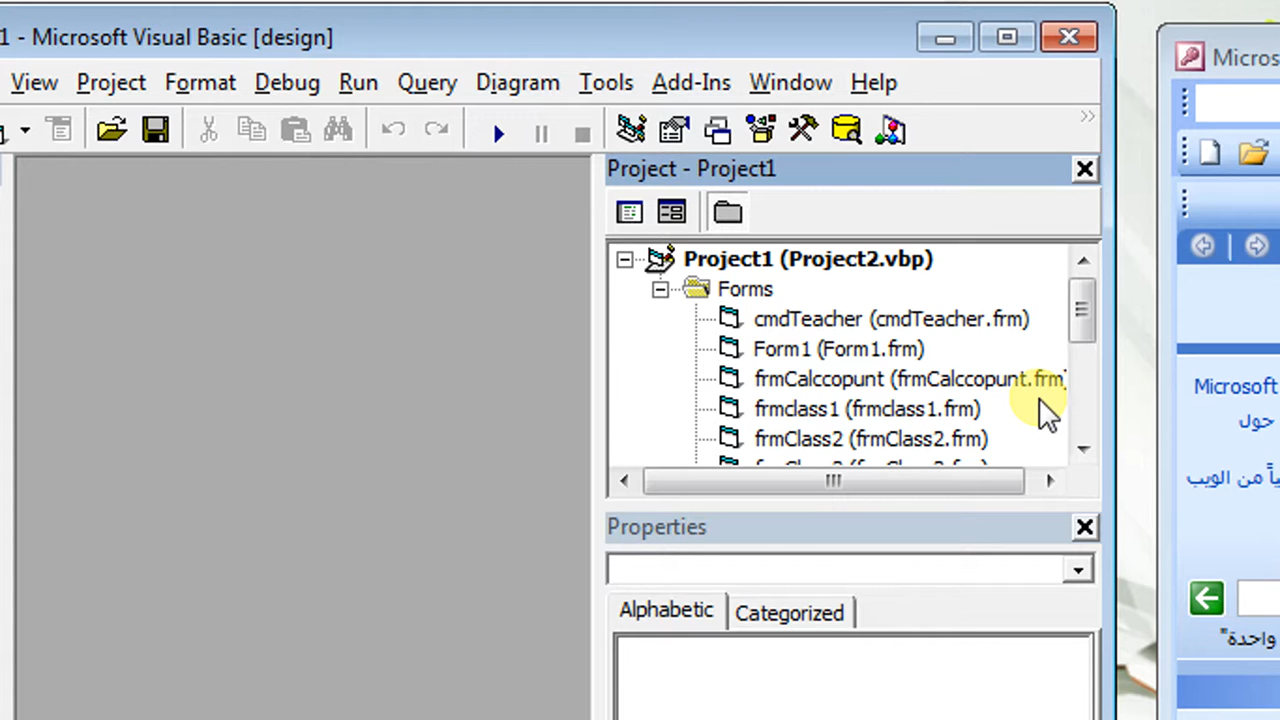 1 - Microsoft Visual Basic [design]
View Project Format Debug Run Query Diagram Tools Add-Ins Window Help
Project - Project1
Project1 (Project2.vbp)
Forms
cmdTeacher (cmdTeacher.frm)
Form1 (Form1.frm)
frmCalccopunt (frmCalccopunt.frm)
frmclass1 (frmclass1.frm)
frmClass2 (frmClass2.frm)
Properties
Alphabetic Categorized
Micros
Microsoft
حول
من الويب
واحدة"